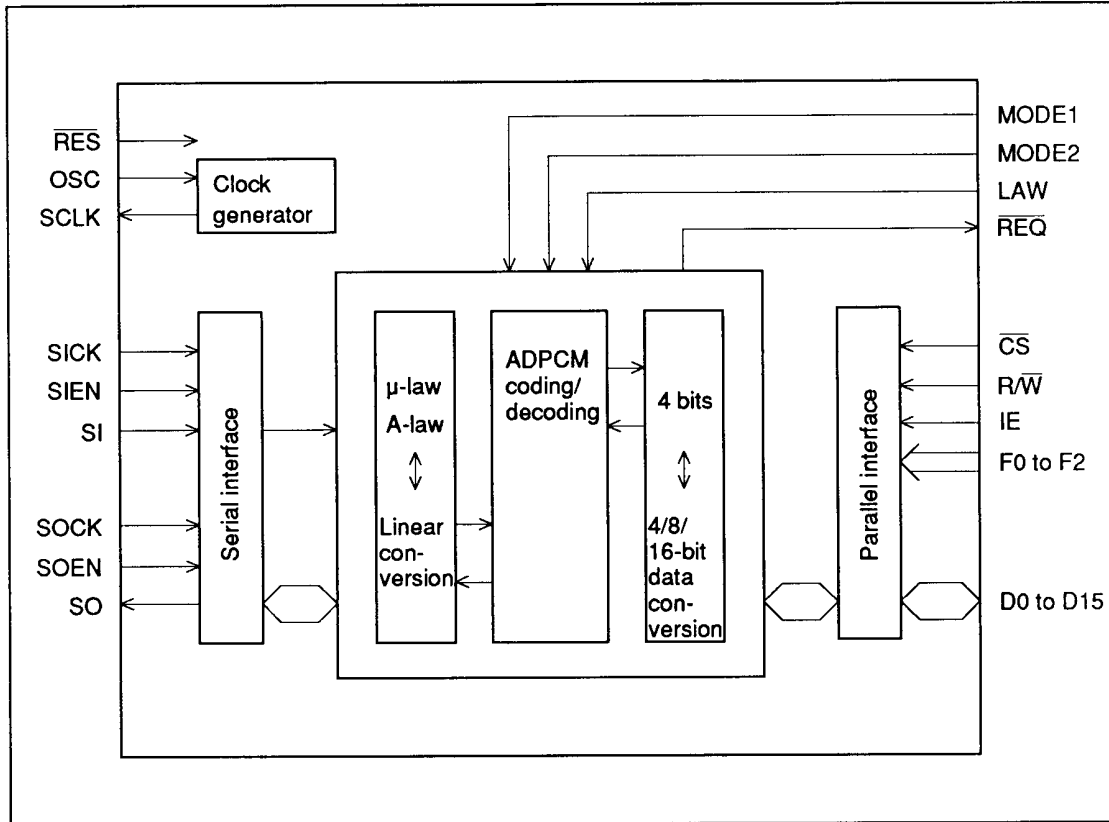 RES
OSC
SCLK
Clock
generator
MODE1
MODE2
LAW
REQ
SICK
SIEN
SI
SOCK
SOEN
SO
Serial interface
μ-law
A-law
Linear
con-
version
ADPCM
coding/
decoding
4 bits
4/8/
16-bit
data
con-
version
Parallel interface
CS
R/W
IE
F0 to F2
D0 to D15